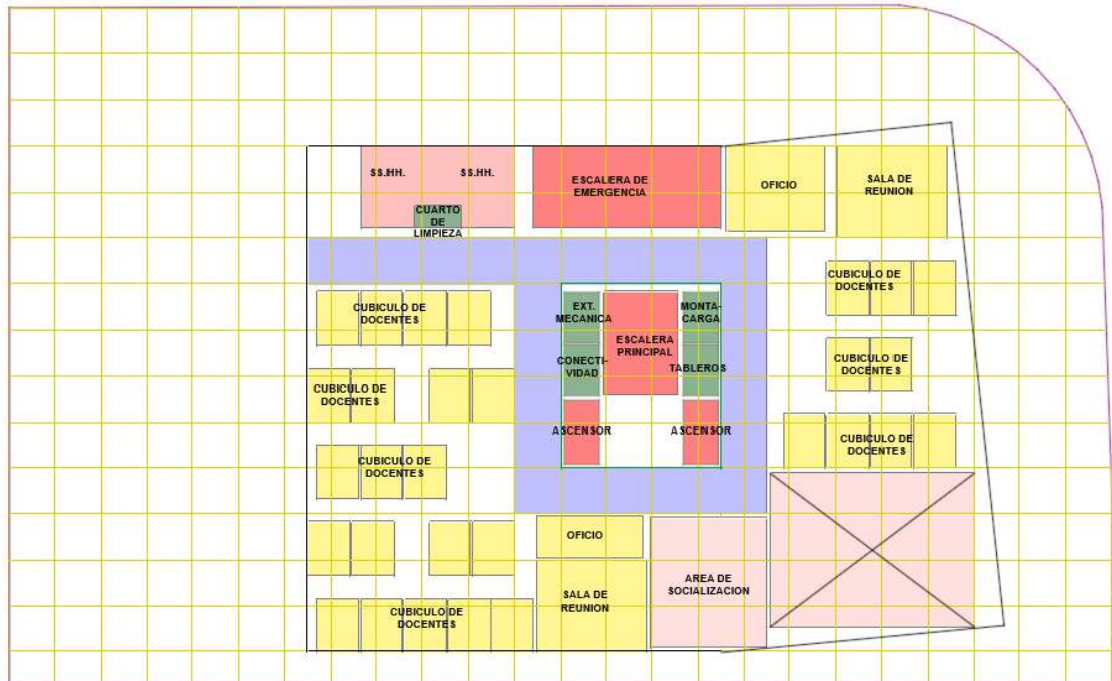 SS.HH.
SS.HH.
ESCALERA DE
EMERGENCIA
OFICIO
SALA DE
REUNION
CUARTO
DE
LIMPIEZA
CUBICULO DE
DOCENTES
EXT.
MECANICA
MONTA-
CARGA
CUBICULO DE
DOCENTES
ESCALERA
PRINCIPAL
CONECTI-
VIDAD
TABLEROS
CUBICULO DE
DOCENTES
CUBICULO DE
DOCENTES
ASCENSOR
ASCENSOR
CUBICULO DE
DOCENTES
CUBICULO DE
DOCENTES
OFICIO
SALA DE
REUNION
AREA DE
SOCIALIZACION
CUBICULO DE
DOCENTES